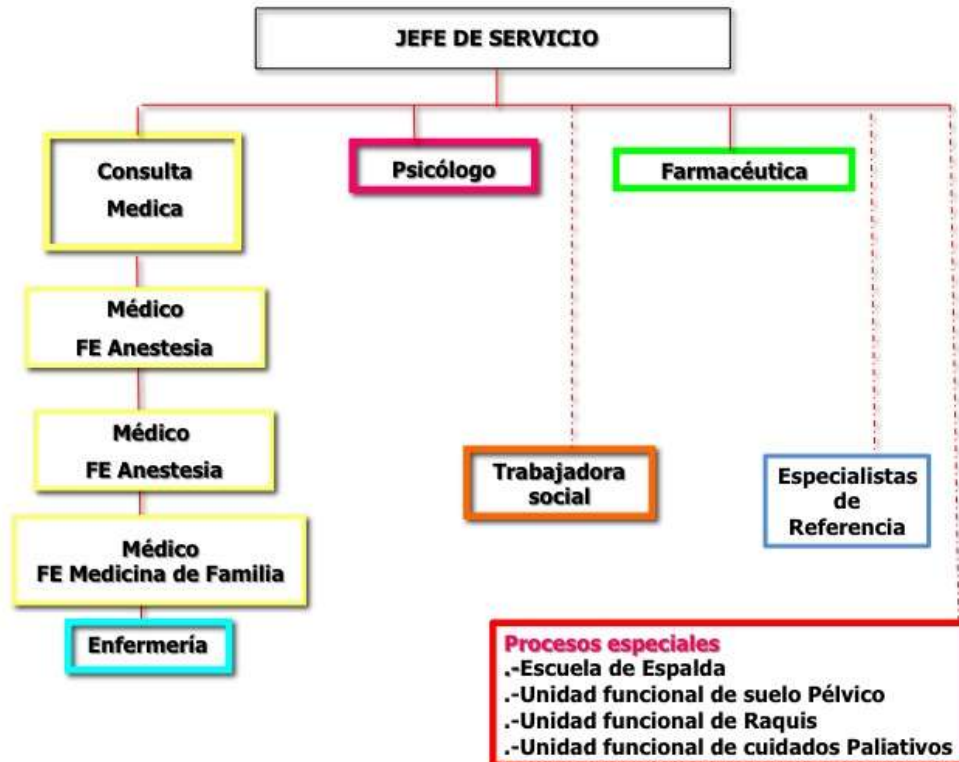 JEFE DE SERVICIO
Consulta
Medica
Psicólogo
Farmacéutica
Médico
FE Anestesia
Médico
FE Anestesia
Médico
FE Medicina de Familia
Enfermería
Trabajadora
social
Especialistas
de
Referencia
Procesos especiales
.-Escuela de Espalda
.-Unidad funcional de suelo Pélvico
.-Unidad funcional de Raquis
.-Unidad funcional de cuidados Paliativos